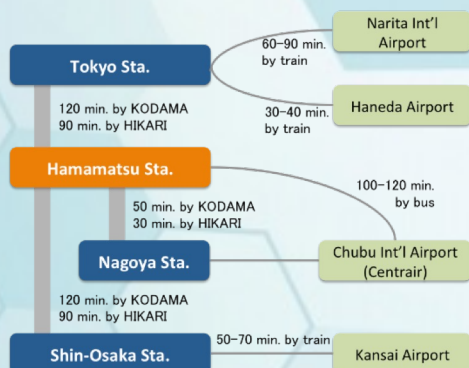 Narita Int'l
Airport
60-90 min.
by train
Tokyo Sta.
30-40 min.
by train
Haneda Airport
120 min. by KODAMA
90 min. by HIKARI
Hamamatsu Sta.
100-120 min.
by bus
50 min. by KODAMA
30 min. by HIKARI
Nagoya Sta.
Chubu Int'l Airport
(Centrair)
120 min. by KODAMA
90 min. by HIKARI
50-70 min. by train
Shin-Osaka Sta.
Kansai Airport